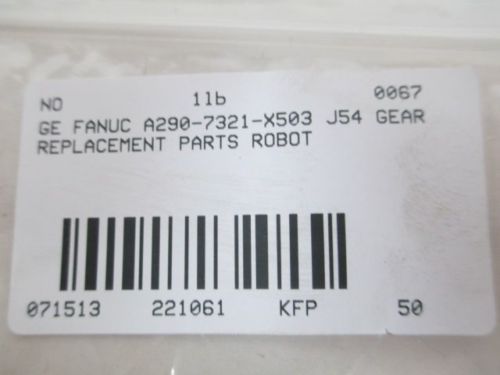 NO 1lb 0067
GE FANUC A290-7321-X503 J54 GEAR
REPLACEMENT PARTS ROBOT
071513 221061 KFP 50